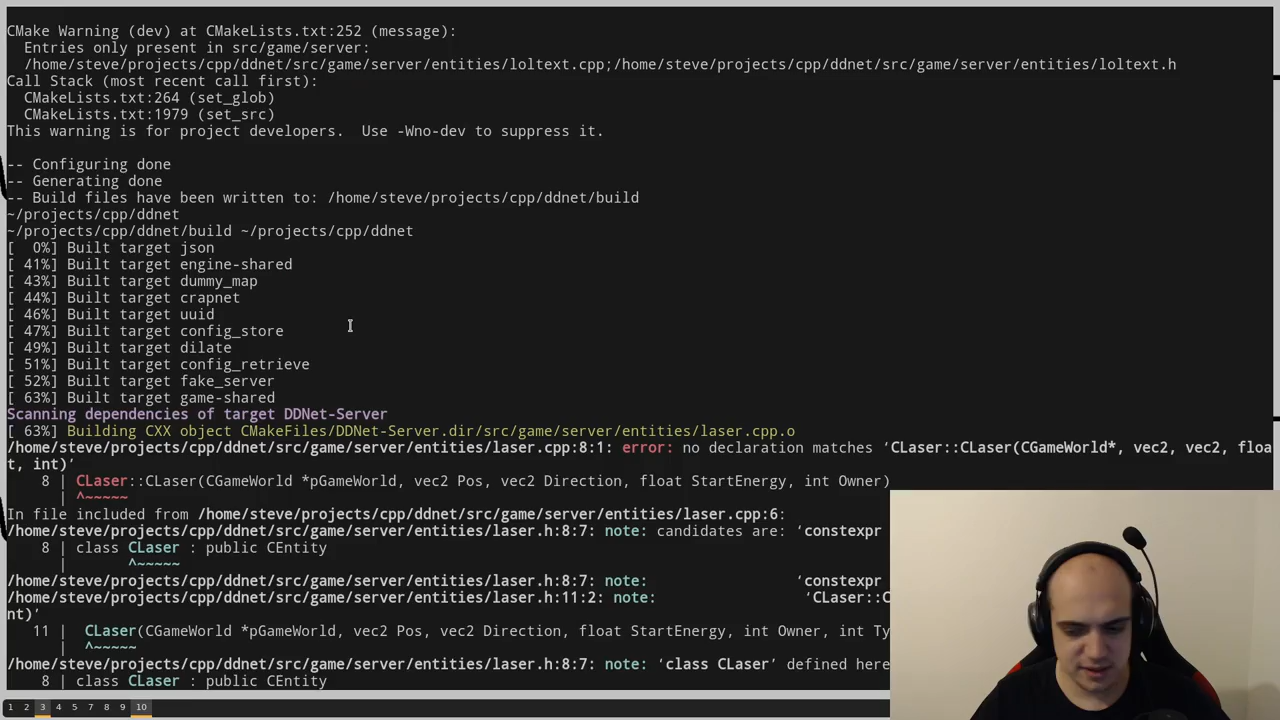 CMake Warning (dev) at CMakeLists.txt:252 (message):
  Entries only present in src/game/server:
  /home/steve/projects/cpp/ddnet/src/game/server/entities/loltext.cpp;/home/steve/projects/cpp/ddnet/src/game/server/entities/loltext.h
Call Stack (most recent call first):
  CMakeLists.txt:264 (set_glob)
  CMakeLists.txt:1979 (set_src)
This warning is for project developers.  Use -Wno-dev to suppress it.
-- Configuring done
-- Generating done
-- Build files have been written to: /home/steve/projects/cpp/ddnet/build
~/projects/cpp/ddnet
~/projects/cpp/ddnet/build ~/projects/cpp/ddnet
[  0%] Built target json
[ 41%] Built target engine-shared
[ 43%] Built target dummy_map
[ 44%] Built target crapnet
[ 46%] Built target uuid
[ 47%] Built target config_store
[ 49%] Built target dilate
[ 51%] Built target config_retrieve
[ 52%] Built target fake_server
[ 63%] Built target game-shared
Scanning dependencies of target DDNet-Server
[ 63%] Building CXX object CMakeFiles/DDNet-Server.dir/src/game/server/entities/laser.cpp.o
/home/steve/projects/cpp/ddnet/src/game/server/entities/laser.cpp:8:1: error: no declaration matches ‘CLaser::CLaser(CGameWorld*, vec2, vec2, floa
t, int)’
    8 | CLaser::CLaser(CGameWorld *pGameWorld, vec2 Pos, vec2 Direction, float StartEnergy, int Owner)
      | ^~~~~~
In file included from /home/steve/projects/cpp/ddnet/src/game/server/entities/laser.cpp:6:
/home/steve/projects/cpp/ddnet/src/game/server/entities/laser.h:8:7: note: candidates are: ‘constexpr
    8 | class CLaser : public CEntity
      |       ^~~~~~
/home/steve/projects/cpp/ddnet/src/game/server/entities/laser.h:8:7: note:                 ‘constexpr
/home/steve/projects/cpp/ddnet/src/game/server/entities/laser.h:11:2: note:                 ‘CLaser::C
nt)’
   11 |  CLaser(CGameWorld *pGameWorld, vec2 Pos, vec2 Direction, float StartEnergy, int Owner, int Ty
      |  ^~~~~~
/home/steve/projects/cpp/ddnet/src/game/server/entities/laser.h:8:7: note: ‘class CLaser’ defined here
    8 | class CLaser : public CEntity
1 2 3 4 5 7 8 9 10